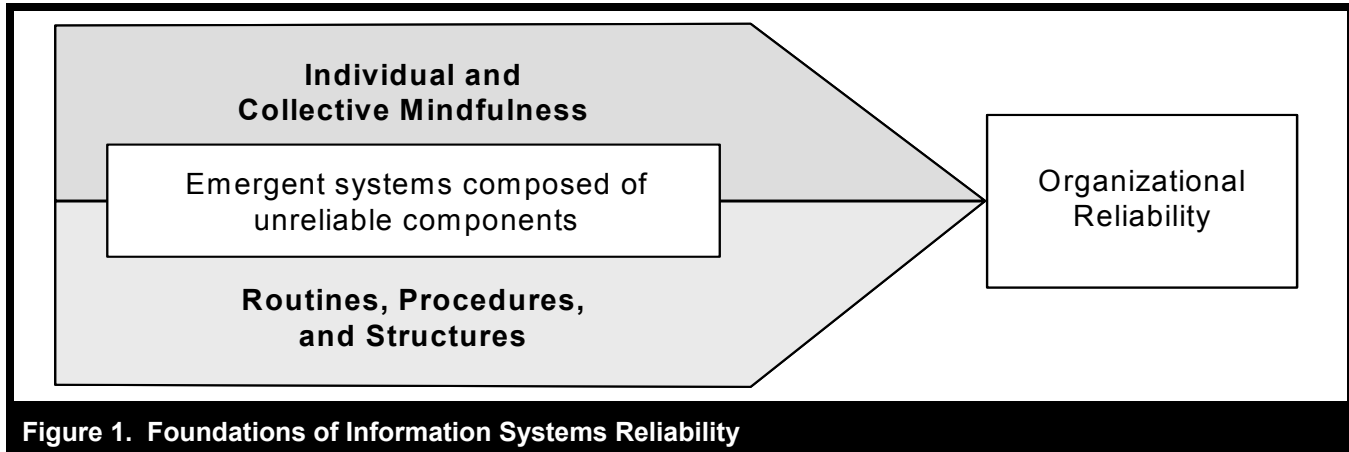 Individual and
Collective Mindfulness
Emergent systems composed of
unreliable components
Routines, Procedures,
and Structures
Organizational
Reliability
Figure 1. Foundations of Information Systems Reliability